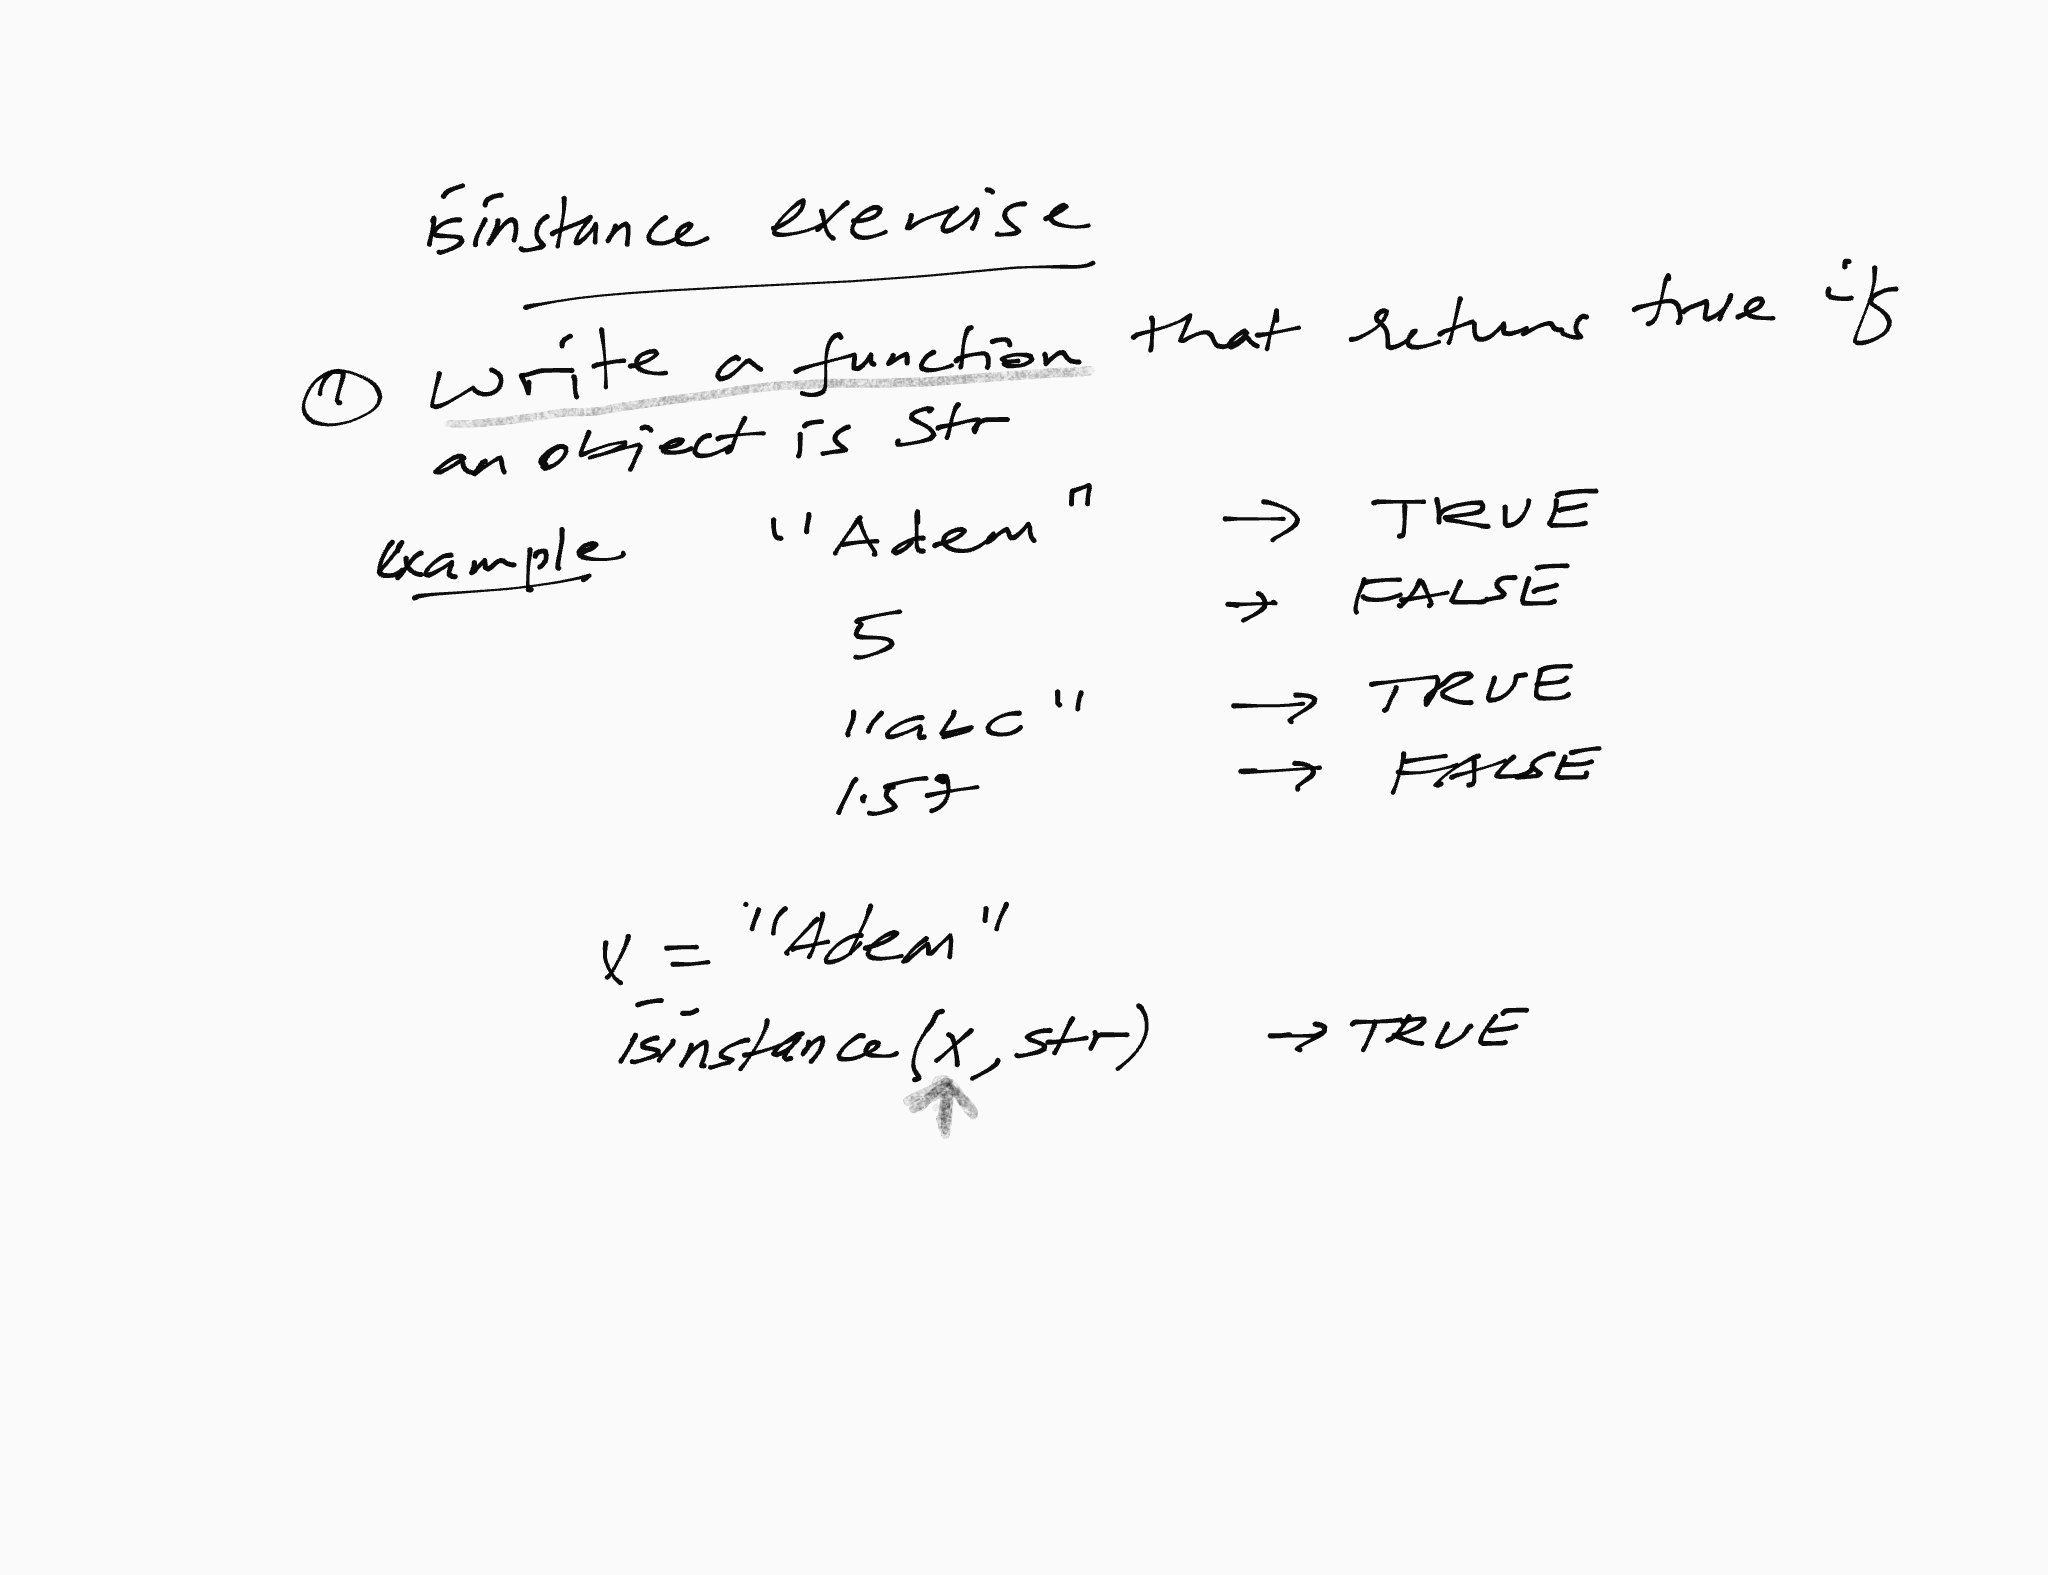 isinstance exercise
① Write a function that returns true if
an object is str
Example "Adem" → TRUE
5 → FALSE
"abc" → TRUE
1.57 → FALSE
x = "Adem"
isinstance(x, str) → TRUE